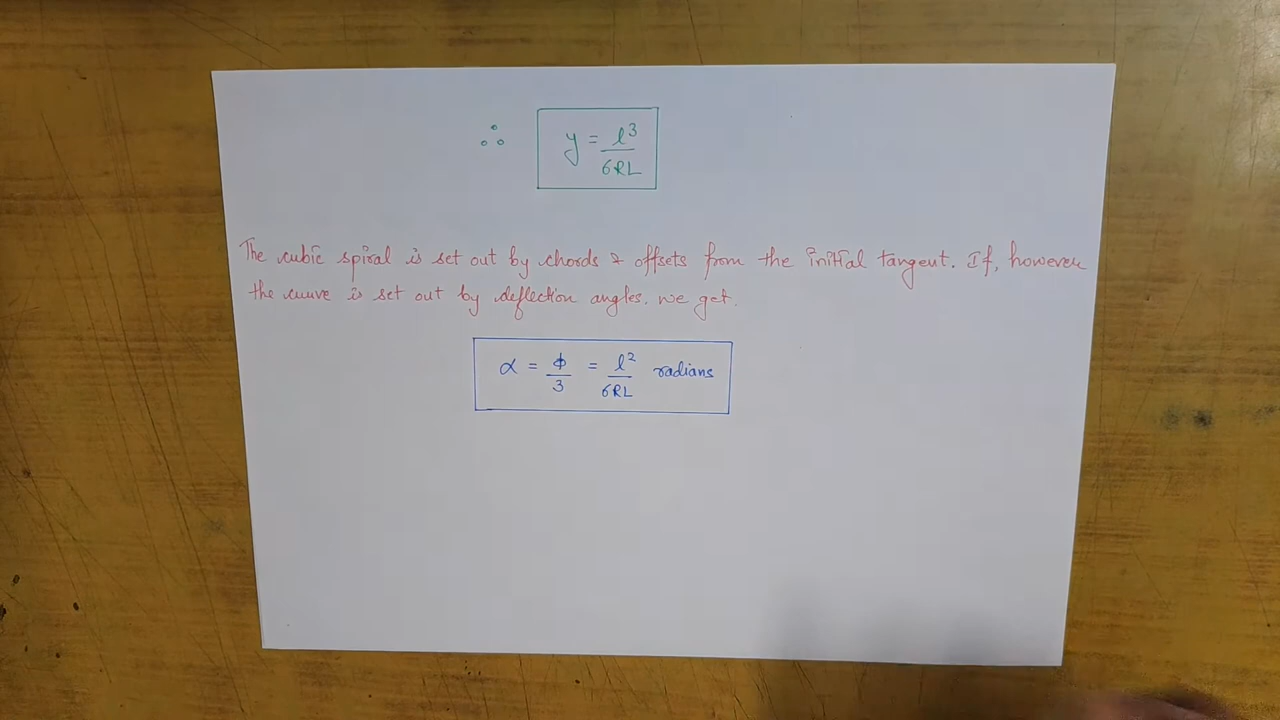 ∴ y = l³/6RL
The cubic spiral is set out by chords & offsets from the initial tangent. If, however
the curve is set out by deflection angles. we get.
α = ϕ/3 = l²/6RL radians